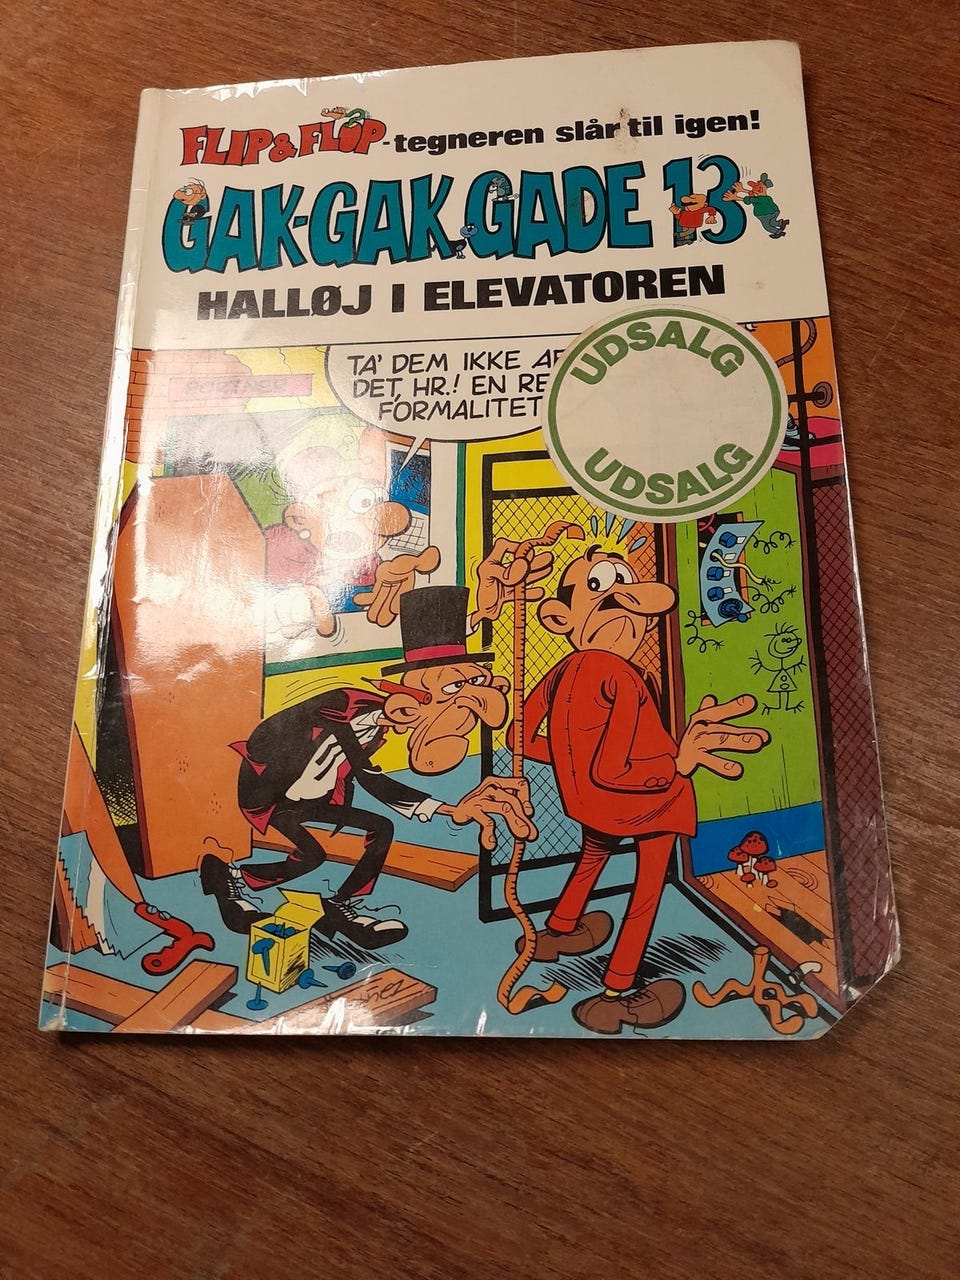 FLIP & FLOP-tegneren slår til igen!
GAK-GAK GADE 13
HALLØJ I ELEVATOREN
TA' DEM IKKE AF
DET, HR.! EN RE
FORMALITET
UDSALG
UDSALG
PORTNER